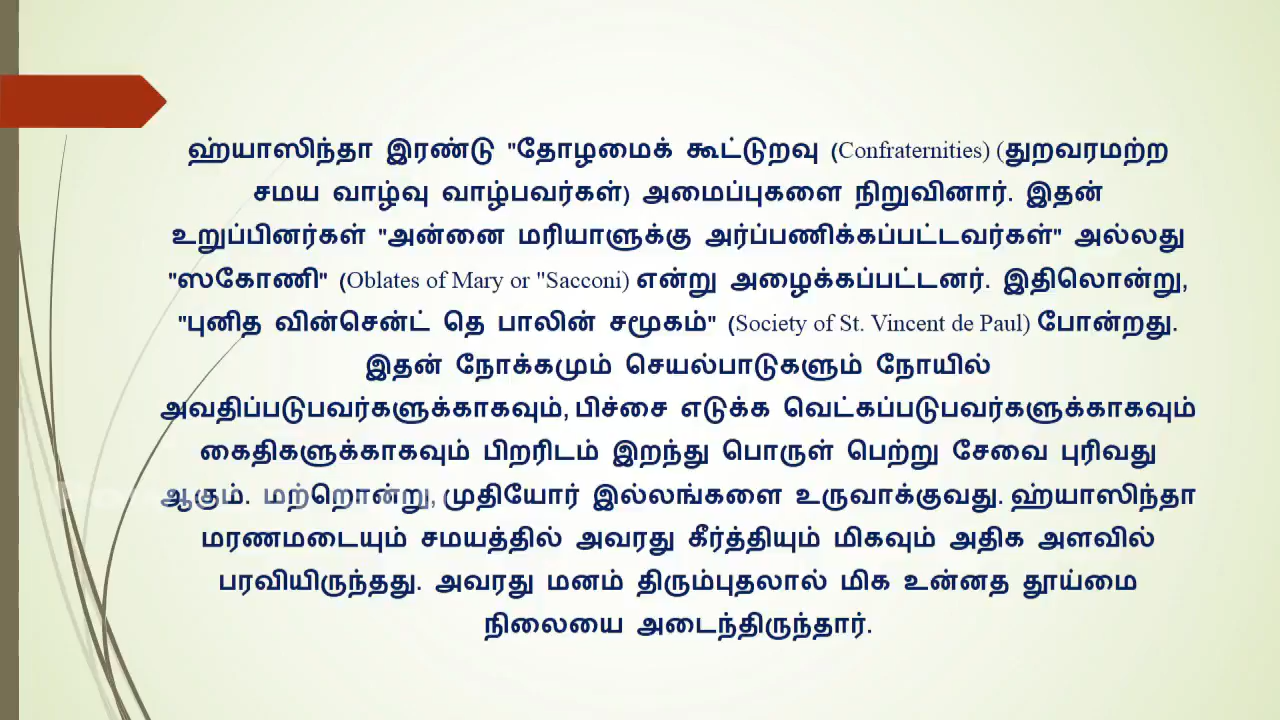 ஹ்யாஸிந்தா இரண்டு "தோழமைக் கூட்டுறவு (Confraternities) (துறவரமற்ற
சமய வாழ்வு வாழ்பவர்கள்) அமைப்புகளை நிறுவினார். இதன்
உறுப்பினர்கள் "அன்னை மரியாளுக்கு அர்ப்பணிக்கப்பட்டவர்கள்" அல்லது
"ஸகோணி" (Oblates of Mary or "Sacconi) என்று அழைக்கப்பட்டனர். இதிலொன்று,
"புனித வின்சென்ட் தெ பாலின் சமூகம்" (Society of St. Vincent de Paul) போன்றது.
இதன் நோக்கமும் செயல்பாடுகளும் நோயில்
அவதிப்படுபவர்களுக்காகவும், பிச்சை எடுக்க வெட்கப்படுபவர்களுக்காகவும்
கைதிகளுக்காகவும் பிறரிடம் இறந்து பொருள் பெற்று சேவை புரிவது
ஆகும். மற்றொன்று, முதியோர் இல்லங்களை உருவாக்குவது. ஹ்யாஸிந்தா
மரணமடையும் சமயத்தில் அவரது கீர்த்தியும் மிகவும் அதிக அளவில்
பரவியிருந்தது. அவரது மனம் திரும்புதலால் மிக உன்னத தூய்மை
நிலையை அடைந்திருந்தார்.